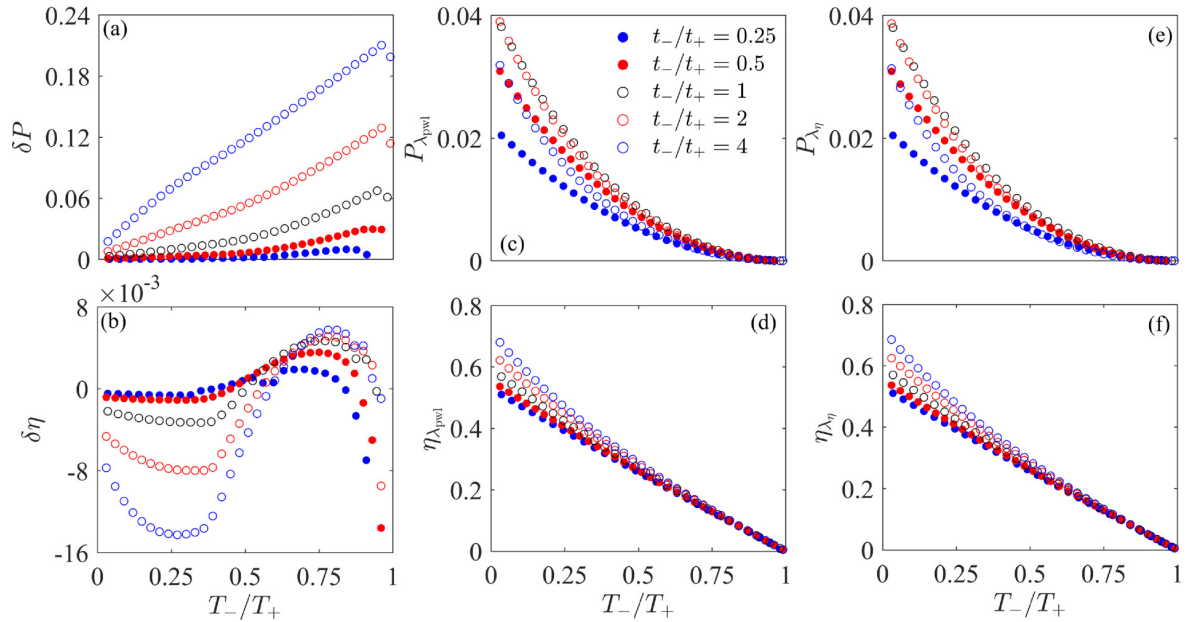 (a)
δP
0.24
0.18
0.12
0.06
0
(b)
×10⁻³
δη
8
0
-8
-16
0
0.25
0.5
0.75
1
T₋/T₊
(c)
P_λpwl
0.04
0.02
0
t₋/t₊ = 0.25
t₋/t₊ = 0.5
t₋/t₊ = 1
t₋/t₊ = 2
t₋/t₊ = 4
(d)
η_λpwl
0.8
0.6
0.4
0.2
0
0
0.25
0.5
0.75
1
T₋/T₊
(e)
P_λη
0.04
0.02
0
(f)
η_λη
0.8
0.6
0.4
0.2
0
0
0.25
0.5
0.75
1
T₋/T₊